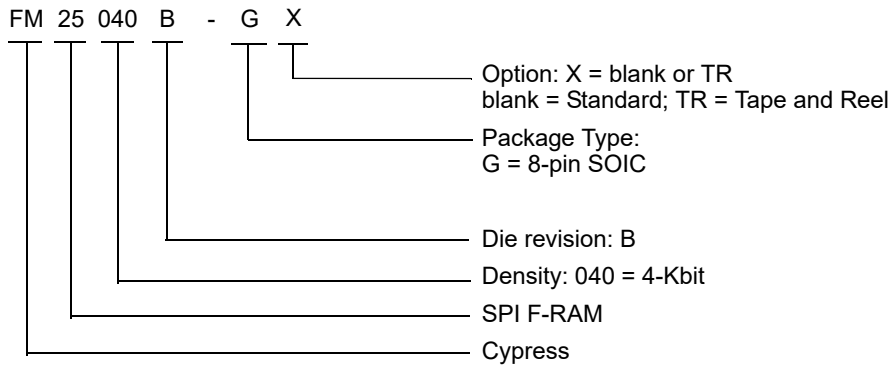 FM 25 040 B - G X
Option: X = blank or TR
blank = Standard; TR = Tape and Reel
Package Type:
G = 8-pin SOIC
Die revision: B
Density: 040 = 4-Kbit
SPI F-RAM
Cypress